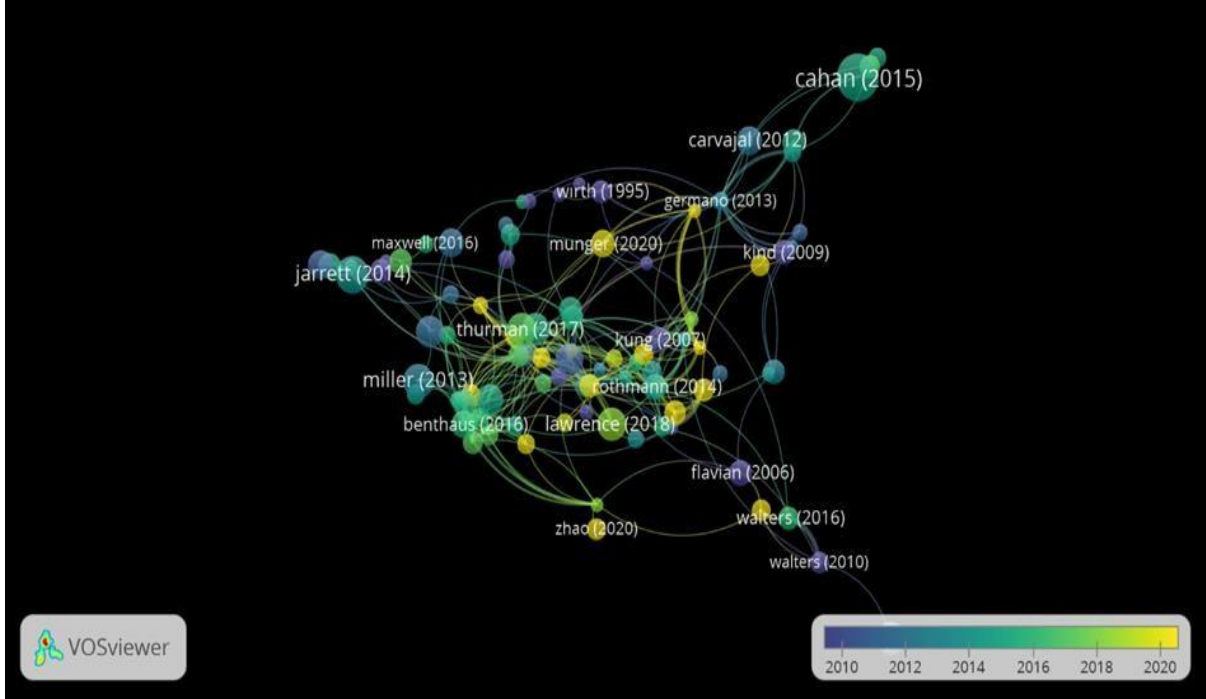 cahan (2015)
carvajal (2012)
wirth (1995)
germano (2013)
maxwell (2016)
munger (2020)
kind (2009)
jarrett (2014)
thurman (2017)
kung (2007)
miller (2013)
rothmann (2014)
benthaus (2016)
lawrence (2018)
flavian (2006)
walters (2016)
zhao (2020)
walters (2010)
VOSviewer
2010 2012 2014 2016 2018 2020